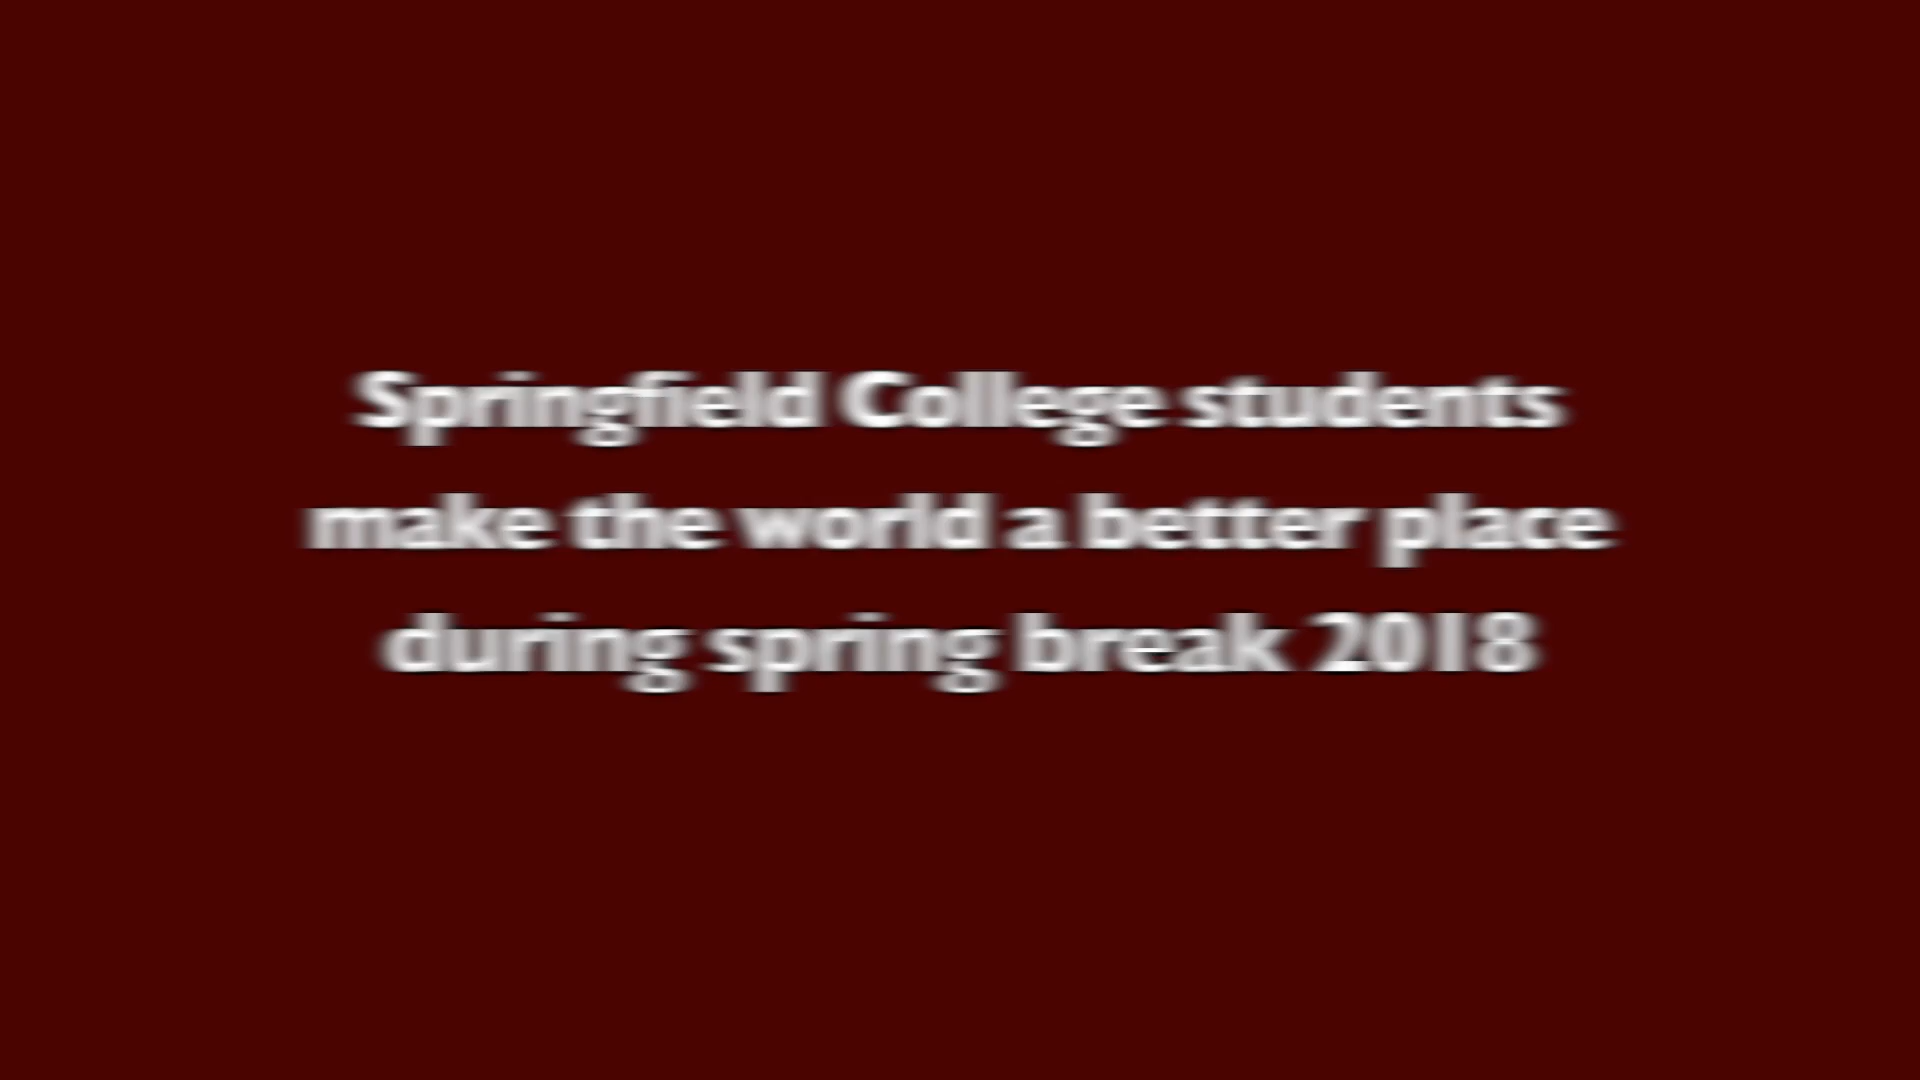 Springfield College students
make the world a better place
during spring break 2018